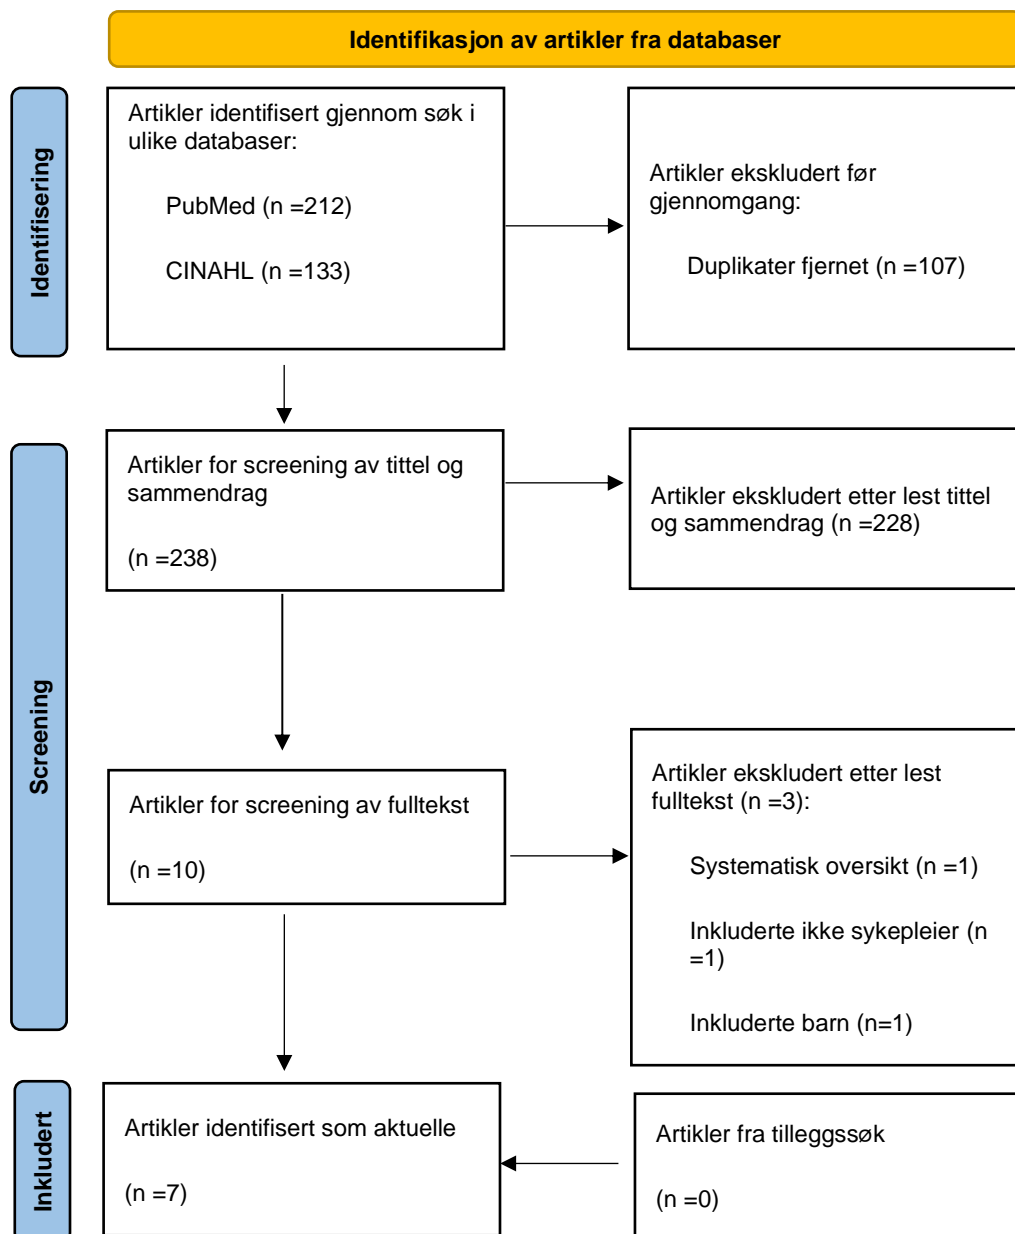 Identifikasjon av artikler fra databaser
Identifisering
Artikler identifisert gjennom søk i
ulike databaser:
PubMed (n =212)
CINAHL (n =133)
Artikler ekskludert før
gjennomgang:
Duplikater fjernet (n =107)
Screening
Artikler for screening av tittel og
sammendrag
(n =238)
Artikler ekskludert etter lest tittel
og sammendrag (n =228)
Artikler for screening av fulltekst
(n =10)
Artikler ekskludert etter lest
fulltekst (n =3):
Systematisk oversikt (n =1)
Inkluderte ikke sykepleier (n
=1)
Inkluderte barn (n=1)
Inkludert
Artikler identifisert som aktuelle
(n =7)
Artikler fra tilleggssøk
(n =0)